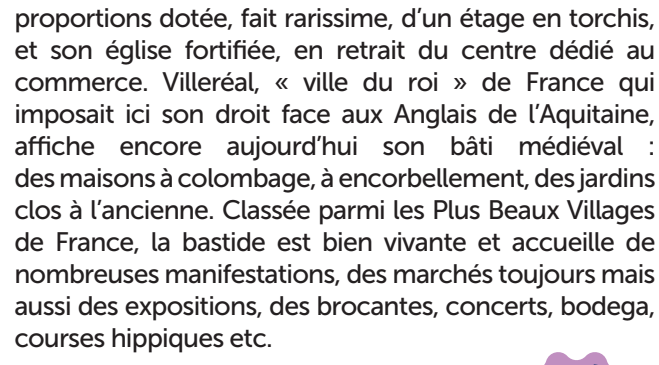 proportions dotée, fait rarissime, d’un étage en torchis,
et son église fortifiée, en retrait du centre dédié au
commerce. Villeréal, « ville du roi » de France qui
imposait ici son droit face aux Anglais de l’Aquitaine,
affiche encore aujourd’hui son bâti médiéval :
des maisons à colombage, à encorbellement, des jardins
clos à l’ancienne. Classée parmi les Plus Beaux Villages
de France, la bastide est bien vivante et accueille de
nombreuses manifestations, des marchés toujours mais
aussi des expositions, des brocantes, concerts, bodega,
courses hippiques etc.